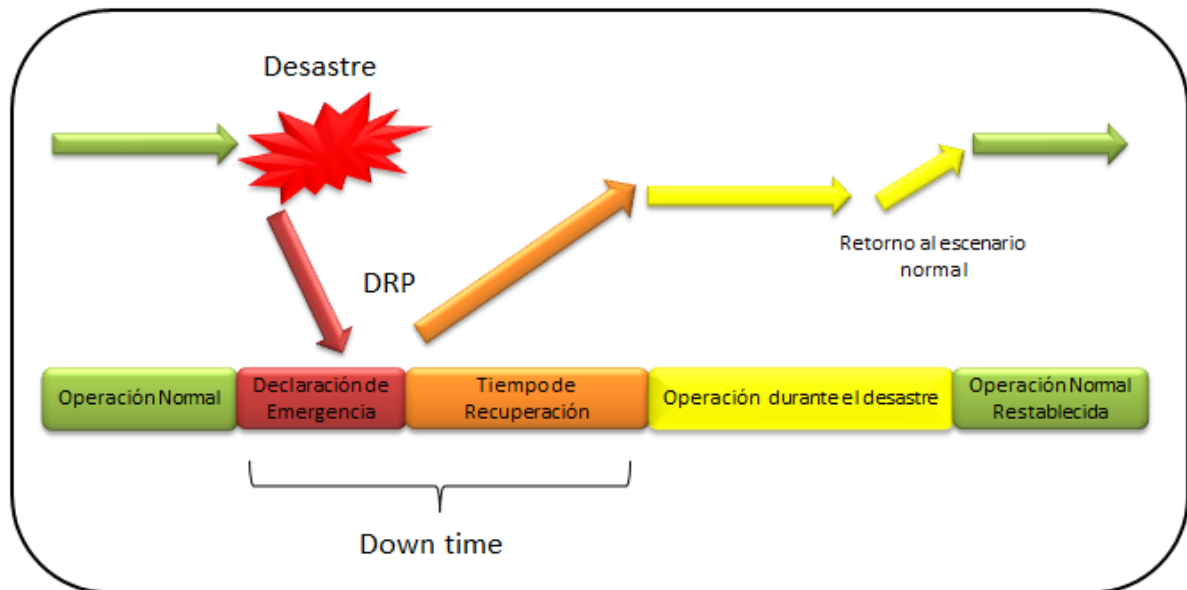 Desastre
Retorno al escenario
normal
DRP
Operación Normal
Declaración de
Emergencia
Tiempo de
Recuperación
Operación durante el desastre
Operación Normal
Restablecida
Down time